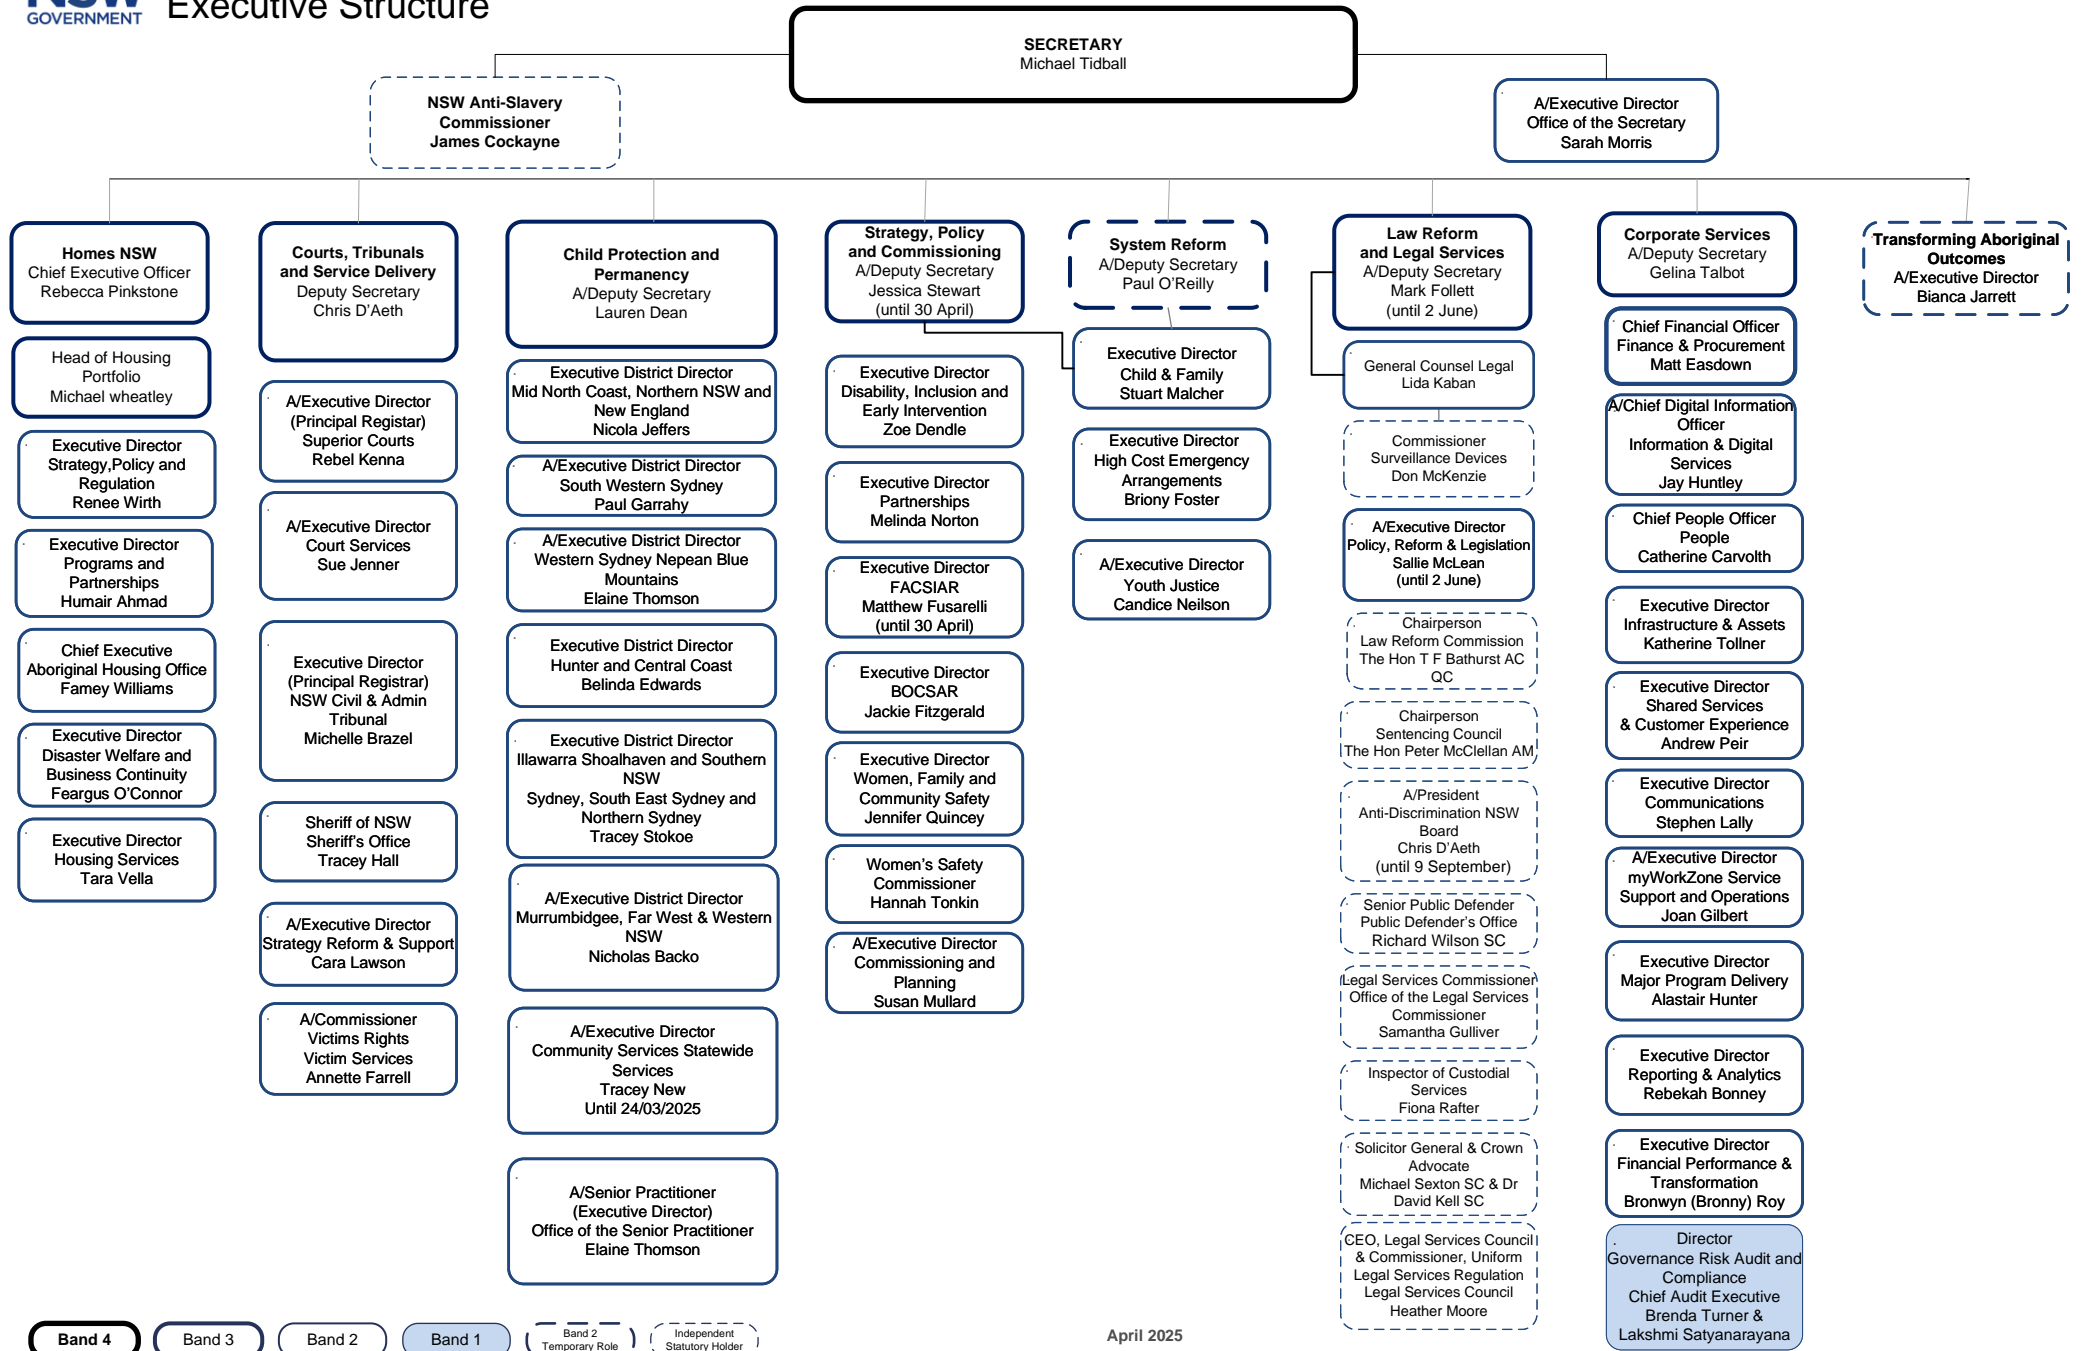 NSW
GOVERNMENT
Executive Structure
SECRETARY
Michael Tidball
NSW Anti-Slavery
Commissioner
James Cockayne
A/Executive Director
Office of the Secretary
Sarah Morris
Homes NSW
Chief Executive Officer
Rebecca Pinkstone
Head of Housing
Portfolio
Michael wheatley
Executive Director
Strategy,Policy and
Regulation
Renee Wirth
Executive Director
Programs and
Partnerships
Humair Ahmad
Chief Executive
Aboriginal Housing Office
Famey Williams
Executive Director
Disaster Welfare and
Business Continuity
Feargus O'Connor
Executive Director
Housing Services
Tara Vella
Courts, Tribunals
and Service Delivery
Deputy Secretary
Chris D'Aeth
A/Executive Director
(Principal Registar)
Superior Courts
Rebel Kenna
A/Executive Director
Court Services
Sue Jenner
Executive Director
(Principal Registrar)
NSW Civil & Admin
Tribunal
Michelle Brazel
Sheriff of NSW
Sheriff's Office
Tracey Hall
A/Executive Director
Strategy Reform & Support
Cara Lawson
A/Commissioner
Victims Rights
Victim Services
Annette Farrell
Child Protection and
Permanency
A/Deputy Secretary
Lauren Dean
Executive District Director
Mid North Coast, Northern NSW and
New England
Nicola Jeffers
A/Executive District Director
South Western Sydney
Paul Garrahy
A/Executive District Director
Western Sydney Nepean Blue
Mountains
Elaine Thomson
Executive District Director
Hunter and Central Coast
Belinda Edwards
Executive District Director
Illawarra Shoalhaven and Southern
NSW
Sydney, South East Sydney and
Northern Sydney
Tracey Stokoe
A/Executive District Director
Murrumbidgee, Far West & Western
NSW
Nicholas Backo
A/Executive Director
Community Services Statewide
Services
Tracey New
Until 24/03/2025
A/Senior Practitioner
(Executive Director)
Office of the Senior Practitioner
Elaine Thomson
Strategy, Policy
and Commissioning
A/Deputy Secretary
Jessica Stewart
(until 30 April)
Executive Director
Disability, Inclusion and
Early Intervention
Zoe Dendle
Executive Director
Partnerships
Melinda Norton
Executive Director
FACSIAR
Matthew Fusarelli
(until 30 April)
Executive Director
BOCSAR
Jackie Fitzgerald
Executive Director
Women, Family and
Community Safety
Jennifer Quincey
Women's Safety
Commissioner
Hannah Tonkin
A/Executive Director
Commissioning and
Planning
Susan Mullard
System Reform
A/Deputy Secretary
Paul O'Reilly
Executive Director
Child & Family
Stuart Malcher
Executive Director
High Cost Emergency
Arrangements
Briony Foster
A/Executive Director
Youth Justice
Candice Neilson
Law Reform
and Legal Services
A/Deputy Secretary
Mark Follett
(until 2 June)
General Counsel Legal
Lida Kaban
Commissioner
Surveillance Devices
Don McKenzie
A/Executive Director
Policy, Reform & Legislation
Sallie McLean
(until 2 June)
Chairperson
Law Reform Commission
The Hon T F Bathurst AC
QC
Chairperson
Sentencing Council
The Hon Peter McClellan AM
A/President
Anti-Discrimination NSW
Board
Chris D'Aeth
(until 9 September)
Senior Public Defender
Public Defender's Office
Richard Wilson SC
Legal Services Commissioner
Office of the Legal Services
Commissioner
Samantha Gulliver
Inspector of Custodial
Services
Fiona Rafter
Solicitor General & Crown
Advocate
Michael Sexton SC & Dr
David Kell SC
CEO, Legal Services Council
& Commissioner, Uniform
Legal Services Regulation
Legal Services Council
Heather Moore
Corporate Services
A/Deputy Secretary
Gelina Talbot
Chief Financial Officer
Finance & Procurement
Matt Easdown
A/Chief Digital Information
Officer
Information & Digital
Services
Jay Huntley
Chief People Officer
People
Catherine Carvolth
Executive Director
Infrastructure & Assets
Katherine Tollner
Executive Director
Shared Services
& Customer Experience
Andrew Peir
Executive Director
Communications
Stephen Lally
A/Executive Director
myWorkZone Service
Support and Operations
Joan Gilbert
Executive Director
Major Program Delivery
Alastair Hunter
Executive Director
Reporting & Analytics
Rebekah Bonney
Executive Director
Financial Performance &
Transformation
Bronwyn (Bronny) Roy
Director
Governance Risk Audit and
Compliance
Chief Audit Executive
Brenda Turner &
Lakshmi Satyanarayana
Transforming Aboriginal
Outcomes
A/Executive Director
Bianca Jarrett
Band 4
Band 3
Band 2
Band 1
Band 2
Temporary Role
Independent
Statutory Holder
April 2025